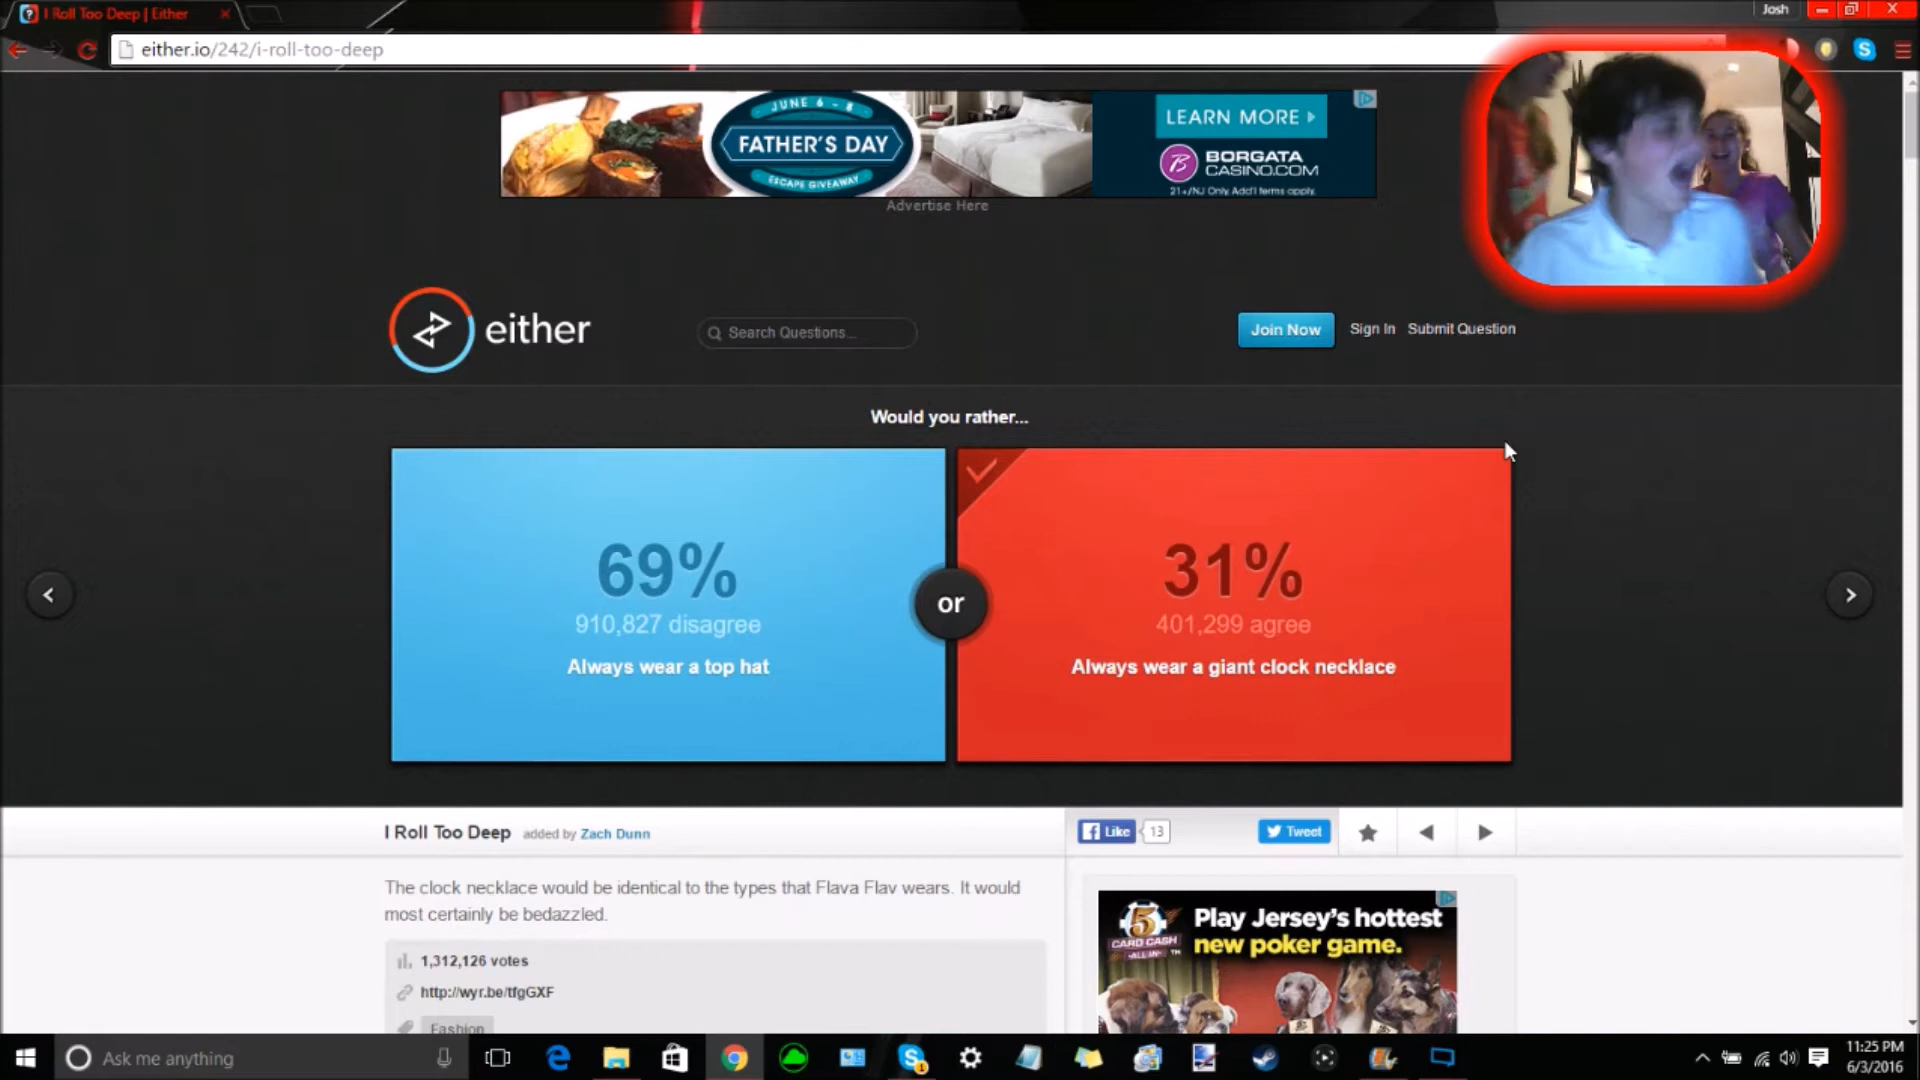 I Roll Too Deep | Either
Josh
either.io/242/i-roll-too-deep
JUNE 6 - 8
FATHER'S DAY
ESCAPE GIVEAWAY
LEARN MORE
BORGATA
CASINO.COM
21+/NJ Only. Add'l terms apply.
Advertise Here
either
Search Questions...
Join Now
Sign In
Submit Question
Would you rather...
69%
910,827 disagree
Always wear a top hat
or
31%
401,299 agree
Always wear a giant clock necklace
I Roll Too Deep added by Zach Dunn
Like 13
Tweet
The clock necklace would be identical to the types that Flava Flav wears. It would
most certainly be bedazzled.
1,312,126 votes
http://wyr.be/tfgGXF
Fashion
5
CARD CASH
ALL-IN
TM
Play Jersey's hottest
new poker game.
Ask me anything
11:25 PM
6/3/2016